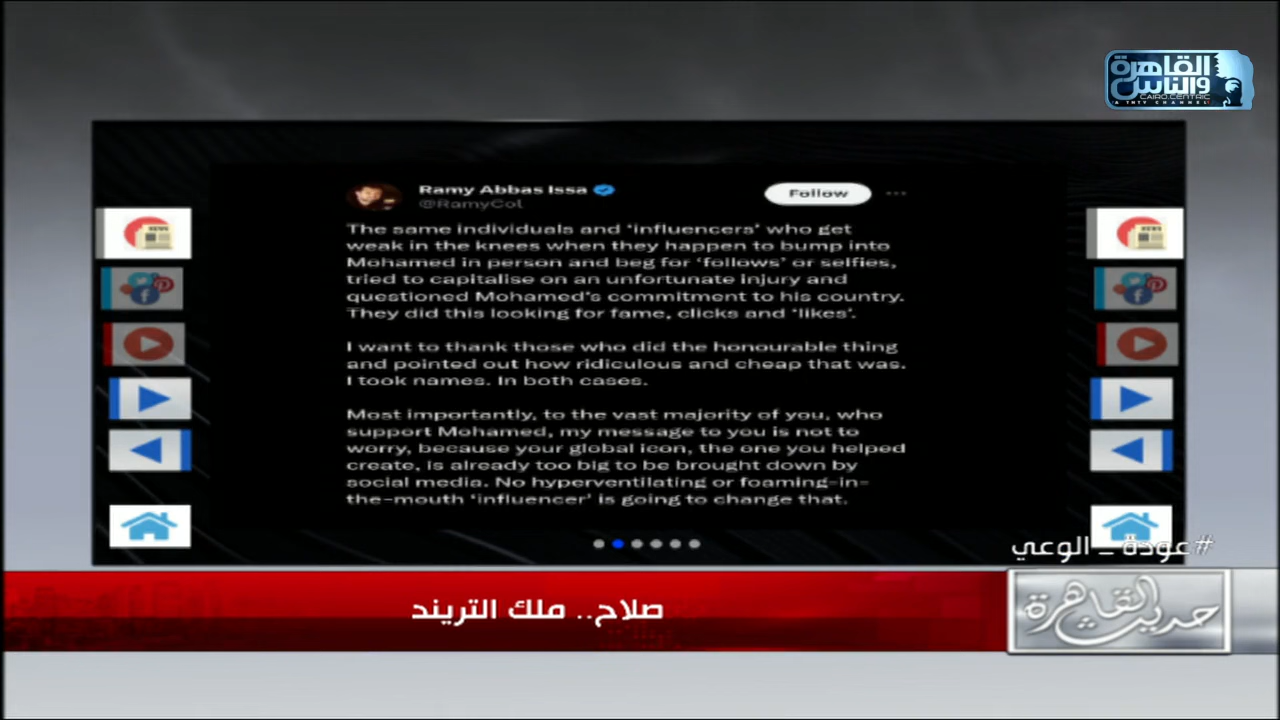 القاهرة
والناس
CAIRO.CENTRIC
A TNTV CHANNEL
Ramy Abbas Issa
@RamyCol
Follow
The same individuals and ‘influencers’ who get
weak in the knees when they happen to bump into
Mohamed in person and beg for ‘follows’ or selfies,
tried to capitalise on an unfortunate injury and
questioned Mohamed's commitment to his country.
They did this looking for fame, clicks and ‘likes’.
I want to thank those who did the honourable thing
and pointed out how ridiculous and cheap that was.
I took names. In both cases.
Most importantly, to the vast majority of you, who
support Mohamed, my message to you is not to
worry, because your global icon, the one you helped
create, is already too big to be brought down by
social media. No hyperventilating or foaming-in-
the-mouth ‘influencer’ is going to change that.
NEWS
NEWS
#عودة _ الوعي
صلاح.. ملك التريند
حديث القاهرة